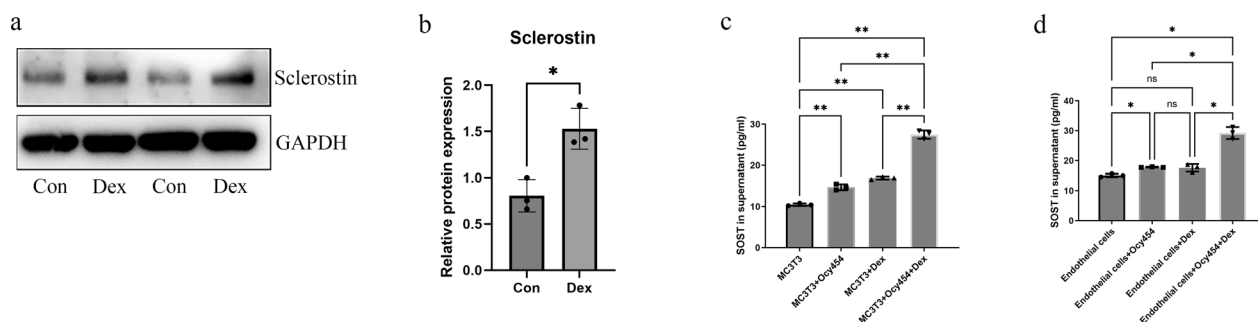 a
Sclerostin
GAPDH
Con Dex Con Dex
b
Sclerostin
*
Relative protein expression
2.0
1.5
1.0
0.5
0.0
Con Dex
c
**
**
**
** **
SOST in supernatant (pg/ml)
40
30
20
10
0
MC3T3
MC3T3+Ocy454
MC3T3+Dex
MC3T3+Ocy454+Dex
d
*
*
ns
* ns *
SOST in supernatant (pg/ml)
40
30
20
10
0
Endothelial cells
Endothelial cells+Ocy454
Endothelial cells+Dex
Endothelial cells+Ocy454+Dex